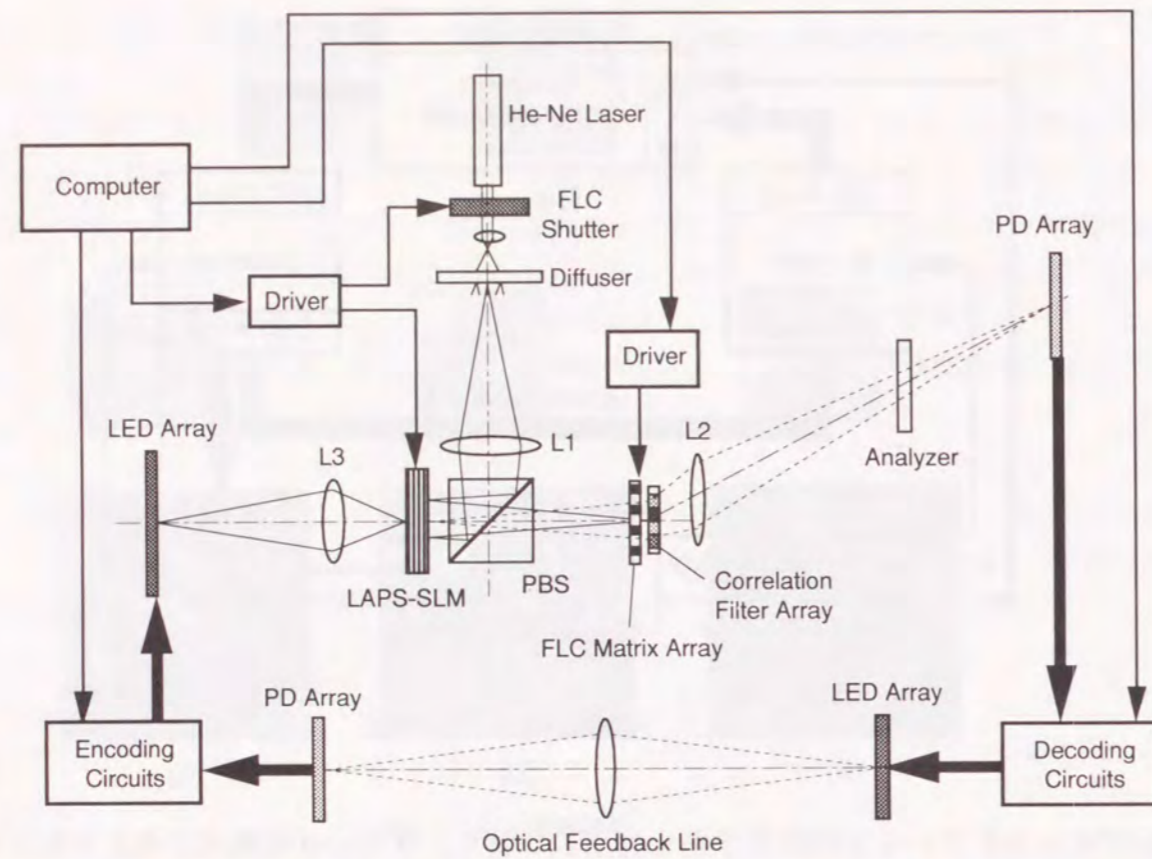 He-Ne Laser
Computer
FLC
Shutter
PD Array
Driver
Diffuser
Driver
LED Array
L3
L1
L2
Analyzer
PBS
LAPS-SLM
Correlation
Filter Array
FLC Matrix Array
PD Array
LED Array
Encoding
Circuits
Decoding
Circuits
Optical Feedback Line